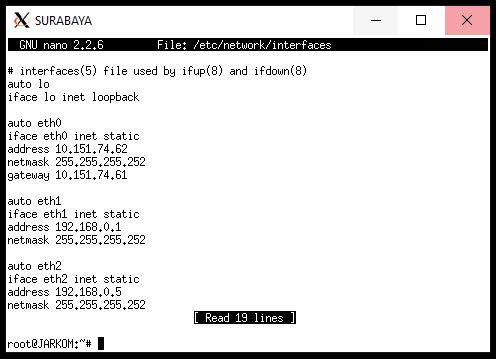 SURABAYA
GNU nano 2.2.6 File: /etc/network/interfaces
# interfaces(5) file used by ifup(8) and ifdown(8)
auto lo
iface lo inet loopback
auto eth0
iface eth0 inet static
address 10.151.74.62
netmask 255.255.255.252
gateway 10.151.74.61
auto eth1
iface eth1 inet static
address 192.168.0.1
netmask 255.255.255.252
auto eth2
iface eth2 inet static
address 192.168.0.5
netmask 255.255.255.252
[ Read 19 lines ]
root@JARKOM:~#